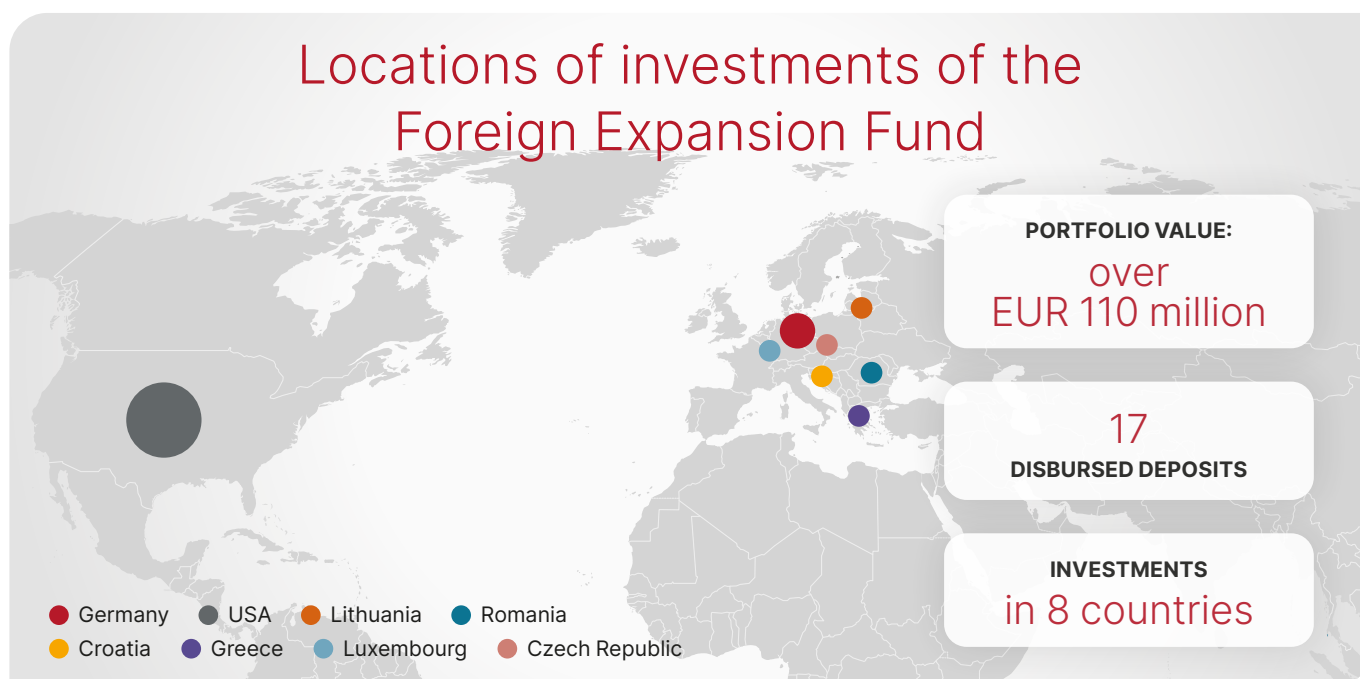 Locations of investments of the
Foreign Expansion Fund
PORTFOLIO VALUE:
over
EUR 110 million
17
DISBURSED DEPOSITS
INVESTMENTS
in 8 countries
Germany USA Lithuania Romania
Croatia Greece Luxembourg Czech Republic